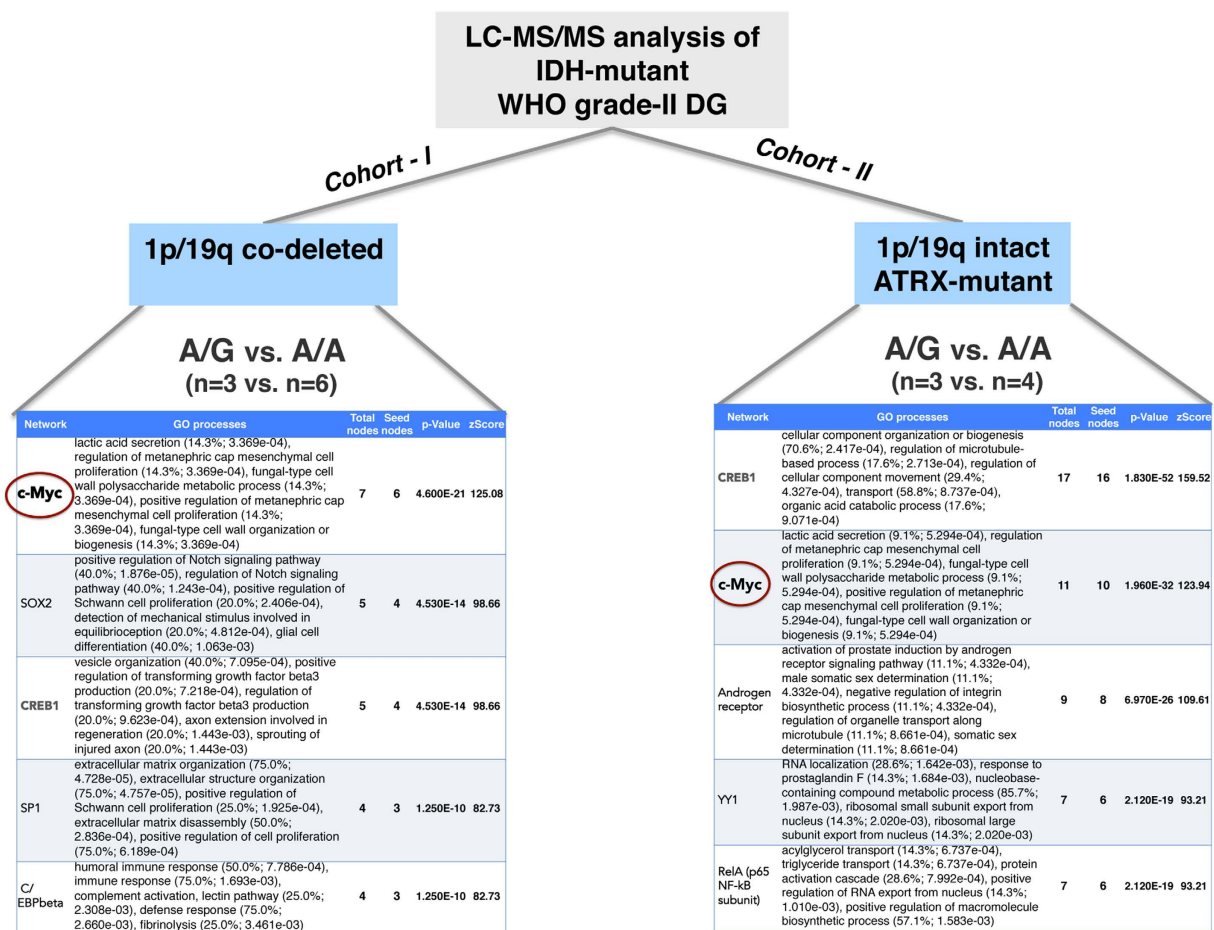 LC-MS/MS analysis of
IDH-mutant
WHO grade-II DG
Cohort - I
Cohort - II
1p/19q co-deleted
1p/19q intact
ATRX-mutant
A/G vs. A/A
(n=3 vs. n=6)
Network GO processes Total nodes Seed nodes p-Value zScore
lactic acid secretion (14.3%; 3.369e-04),
regulation of metanephric cap mesenchymal cell
proliferation (14.3%; 3.369e-04), fungal-type cell
c-Myc wall polysaccharide metabolic process (14.3%; 7 6 4.600E-21 125.08
3.369e-04), positive regulation of metanephric cap
mesenchymal cell proliferation (14.3%;
3.369e-04), fungal-type cell wall organization or
biogenesis (14.3%; 3.369e-04)
positive regulation of Notch signaling pathway
(40.0%; 1.876e-05), regulation of Notch signaling
pathway (40.0%; 1.243e-04), positive regulation of
SOX2 Schwann cell proliferation (20.0%; 2.406e-04), 5 4 4.530E-14 98.66
detection of mechanical stimulus involved in
equilibrioception (20.0%; 4.812e-04), glial cell
differentiation (40.0%; 1.063e-03)
vesicle organization (40.0%; 7.095e-04), positive
regulation of transforming growth factor beta3
production (20.0%; 7.218e-04), regulation of
CREB1 transforming growth factor beta3 production 5 4 4.530E-14 98.66
(20.0%; 9.623e-04), axon extension involved in
regeneration (20.0%; 1.443e-03), sprouting of
injured axon (20.0%; 1.443e-03)
extracellular matrix organization (75.0%;
4.728e-05), extracellular structure organization
(75.0%; 4.757e-05), positive regulation of
SP1 Schwann cell proliferation (25.0%; 1.925e-04), 4 3 1.250E-10 82.73
extracellular matrix disassembly (50.0%;
2.836e-04), positive regulation of cell proliferation
(75.0%; 6.189e-04)
humoral immune response (50.0%; 7.786e-04),
immune response (75.0%; 1.693e-03),
C/EBPbeta complement activation, lectin pathway (25.0%; 4 3 1.250E-10 82.73
2.308e-03), defense response (75.0%;
2.660e-03), fibrinolysis (25.0%; 3.461e-03)
A/G vs. A/A
(n=3 vs. n=4)
Network GO processes Total nodes Seed nodes p-Value zScore
cellular component organization or biogenesis
(70.6%; 2.417e-04), regulation of microtubule-
based process (17.6%; 2.713e-04), regulation of
CREB1 cellular component movement (29.4%; 17 16 1.830E-52 159.52
4.327e-04), transport (58.8%; 8.737e-04),
organic acid catabolic process (17.6%;
9.071e-04)
lactic acid secretion (9.1%; 5.294e-04), regulation
of metanephric cap mesenchymal cell
proliferation (9.1%; 5.294e-04), fungal-type cell
c-Myc wall polysaccharide metabolic process (9.1%; 11 10 1.960E-32 123.94
5.294e-04), positive regulation of metanephric
cap mesenchymal cell proliferation (9.1%;
5.294e-04), fungal-type cell wall organization or
biogenesis (9.1%; 5.294e-04)
activation of prostate induction by androgen
receptor signaling pathway (11.1%; 4.332e-04),
male somatic sex determination (11.1%;
Androgen receptor 4.332e-04), negative regulation of integrin 9 8 6.970E-26 109.61
biosynthetic process (11.1%; 4.332e-04),
regulation of organelle transport along
microtubule (11.1%; 8.661e-04), somatic sex
determination (11.1%; 8.661e-04)
RNA localization (28.6%; 1.642e-03), response to
prostaglandin F (14.3%; 1.684e-03), nucleobase-
containing compound metabolic process (85.7%;
YY1 1.987e-03), ribosomal small subunit export from 7 6 2.120E-19 93.21
nucleus (14.3%; 2.020e-03), ribosomal large
subunit export from nucleus (14.3%; 2.020e-03)
acylglycerol transport (14.3%; 6.737e-04),
triglyceride transport (14.3%; 6.737e-04), protein
RelA (p65 NF-kB subunit) activation cascade (28.6%; 7.992e-04), positive 7 6 2.120E-19 93.21
regulation of RNA export from nucleus (14.3%;
1.010e-03), positive regulation of macromolecule
biosynthetic process (57.1%; 1.583e-03)